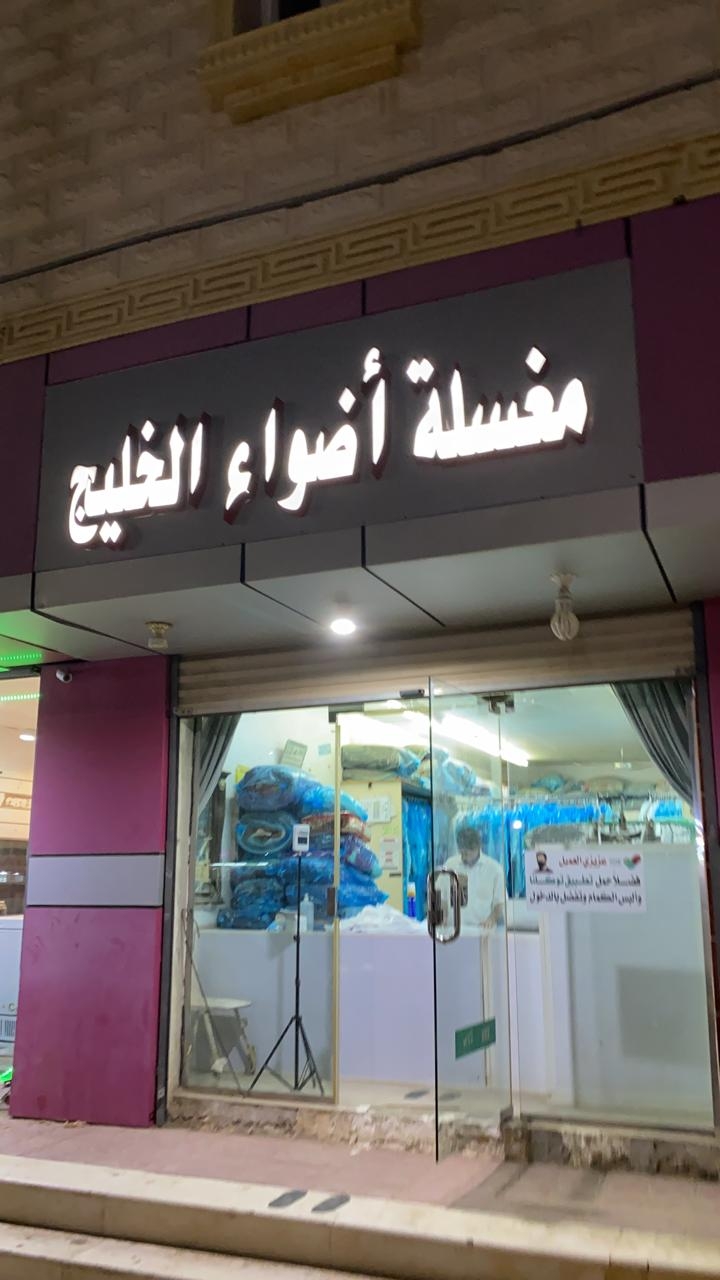 مغسلة أضواء الخليج
عزيزي العميل
فضلا حمل تطبيق توكلنا
والبس الكمام وتفضل بالدخول